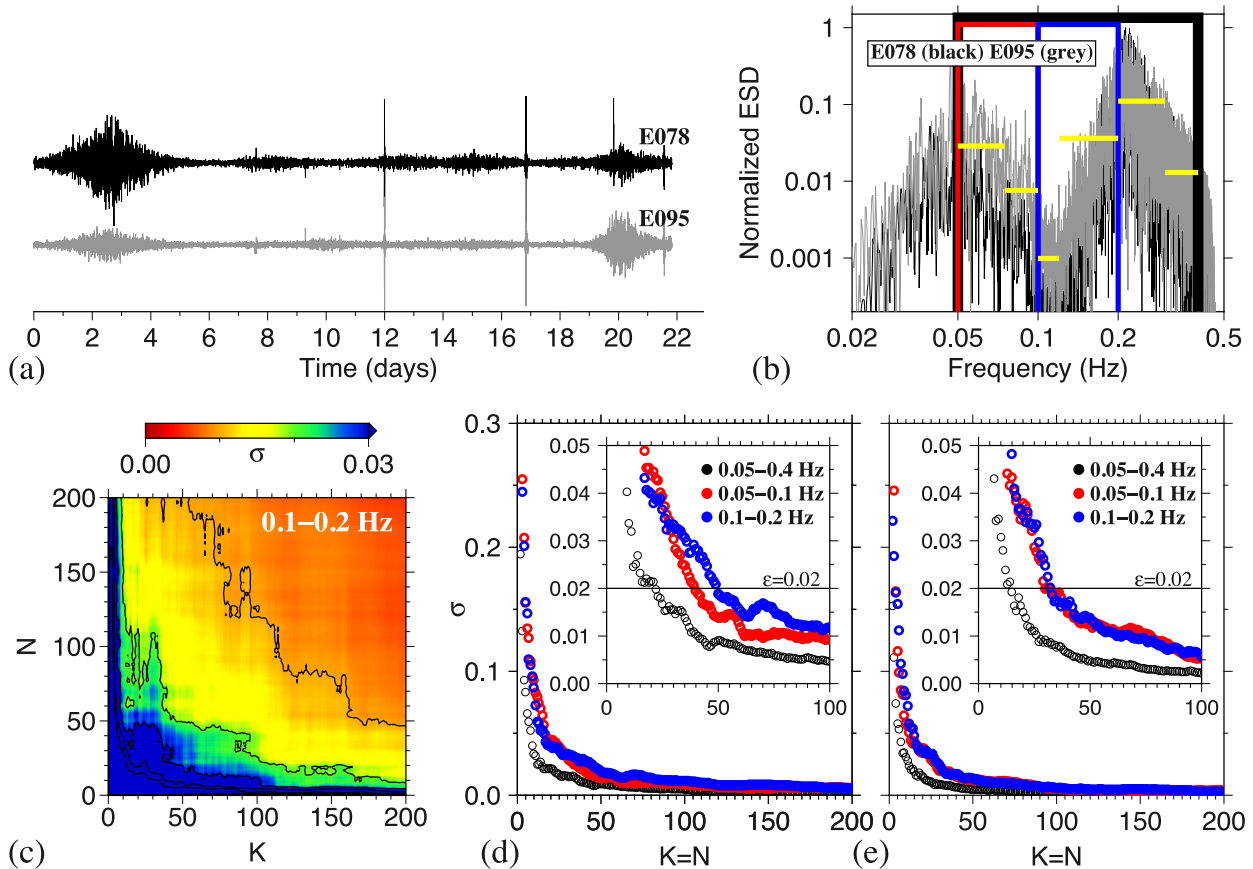 E078
E095
0 2 4 6 8 10 12 14 16 18 20 22
Time (days)
(a)
E078 (black) E095 (grey)
1
0.1
0.01
0.001
Normalized ESD
0.02 0.05 0.1 0.2 0.5
Frequency (Hz)
(b)
0.00 σ 0.03
0.1−0.2 Hz
200
150
100
50
0
N
0 50 100 150 200
K
(c)
0.3
0.2
0.1
0.0
σ
0 50 100 150 200
K=N
(d)
0.05
0.04
0.03
0.02
0.01
0.00
0.05−0.4 Hz
0.05−0.1 Hz
0.1−0.2 Hz
ε=0.02
50 100
0 50 100 150 200
K=N
(e)
0.05
0.04
0.03
0.02
0.01
0.00
0.05−0.4 Hz
0.05−0.1 Hz
0.1−0.2 Hz
ε=0.02
50 100